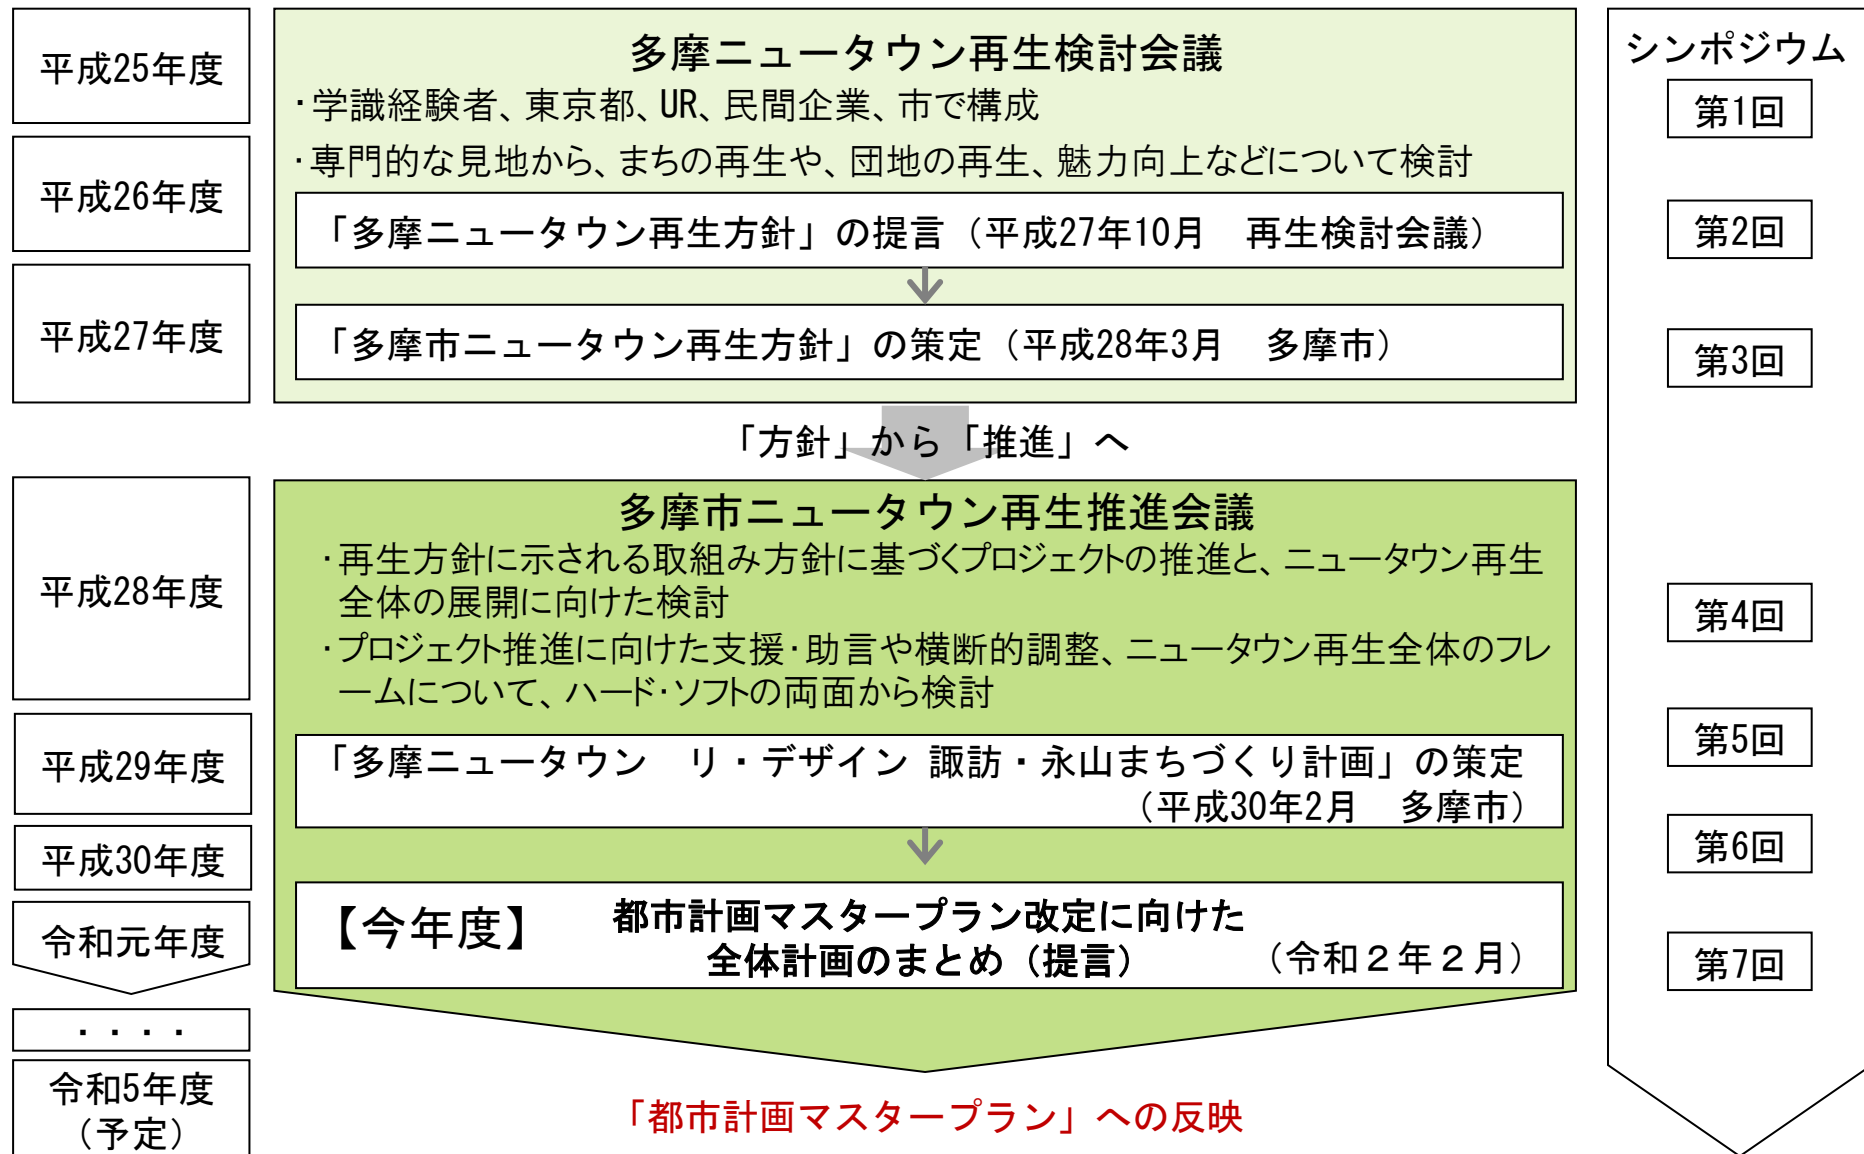 平成25年度
平成26年度
平成27年度
多摩ニュータウン再生検討会議
・学識経験者、東京都、UR、民間企業、市で構成
・専門的な見地から、まちの再生や、団地の再生、魅力向上などについて検討
「多摩ニュータウン再生方針」の提言（平成27年10月　再生検討会議）
「多摩市ニュータウン再生方針」の策定（平成28年3月　多摩市）
「方針」から「推進」へ
平成28年度
平成29年度
平成30年度
令和元年度
・・・・
令和5年度
（予定）
多摩市ニュータウン再生推進会議
・再生方針に示される取組み方針に基づくプロジェクトの推進と、ニュータウン再生
全体の展開に向けた検討
・プロジェクト推進に向けた支援・助言や横断的調整、ニュータウン再生全体のフレ
ームについて、ハード・ソフトの両面から検討
「多摩ニュータウン　リ・デザイン 諏訪・永山まちづくり計画」の策定
（平成30年2月　多摩市）
【今年度】
都市計画マスタープラン改定に向けた
全体計画のまとめ（提言）
（令和２年２月）
「都市計画マスタープラン」への反映
シンポジウム
第1回
第2回
第3回
第4回
第5回
第6回
第7回